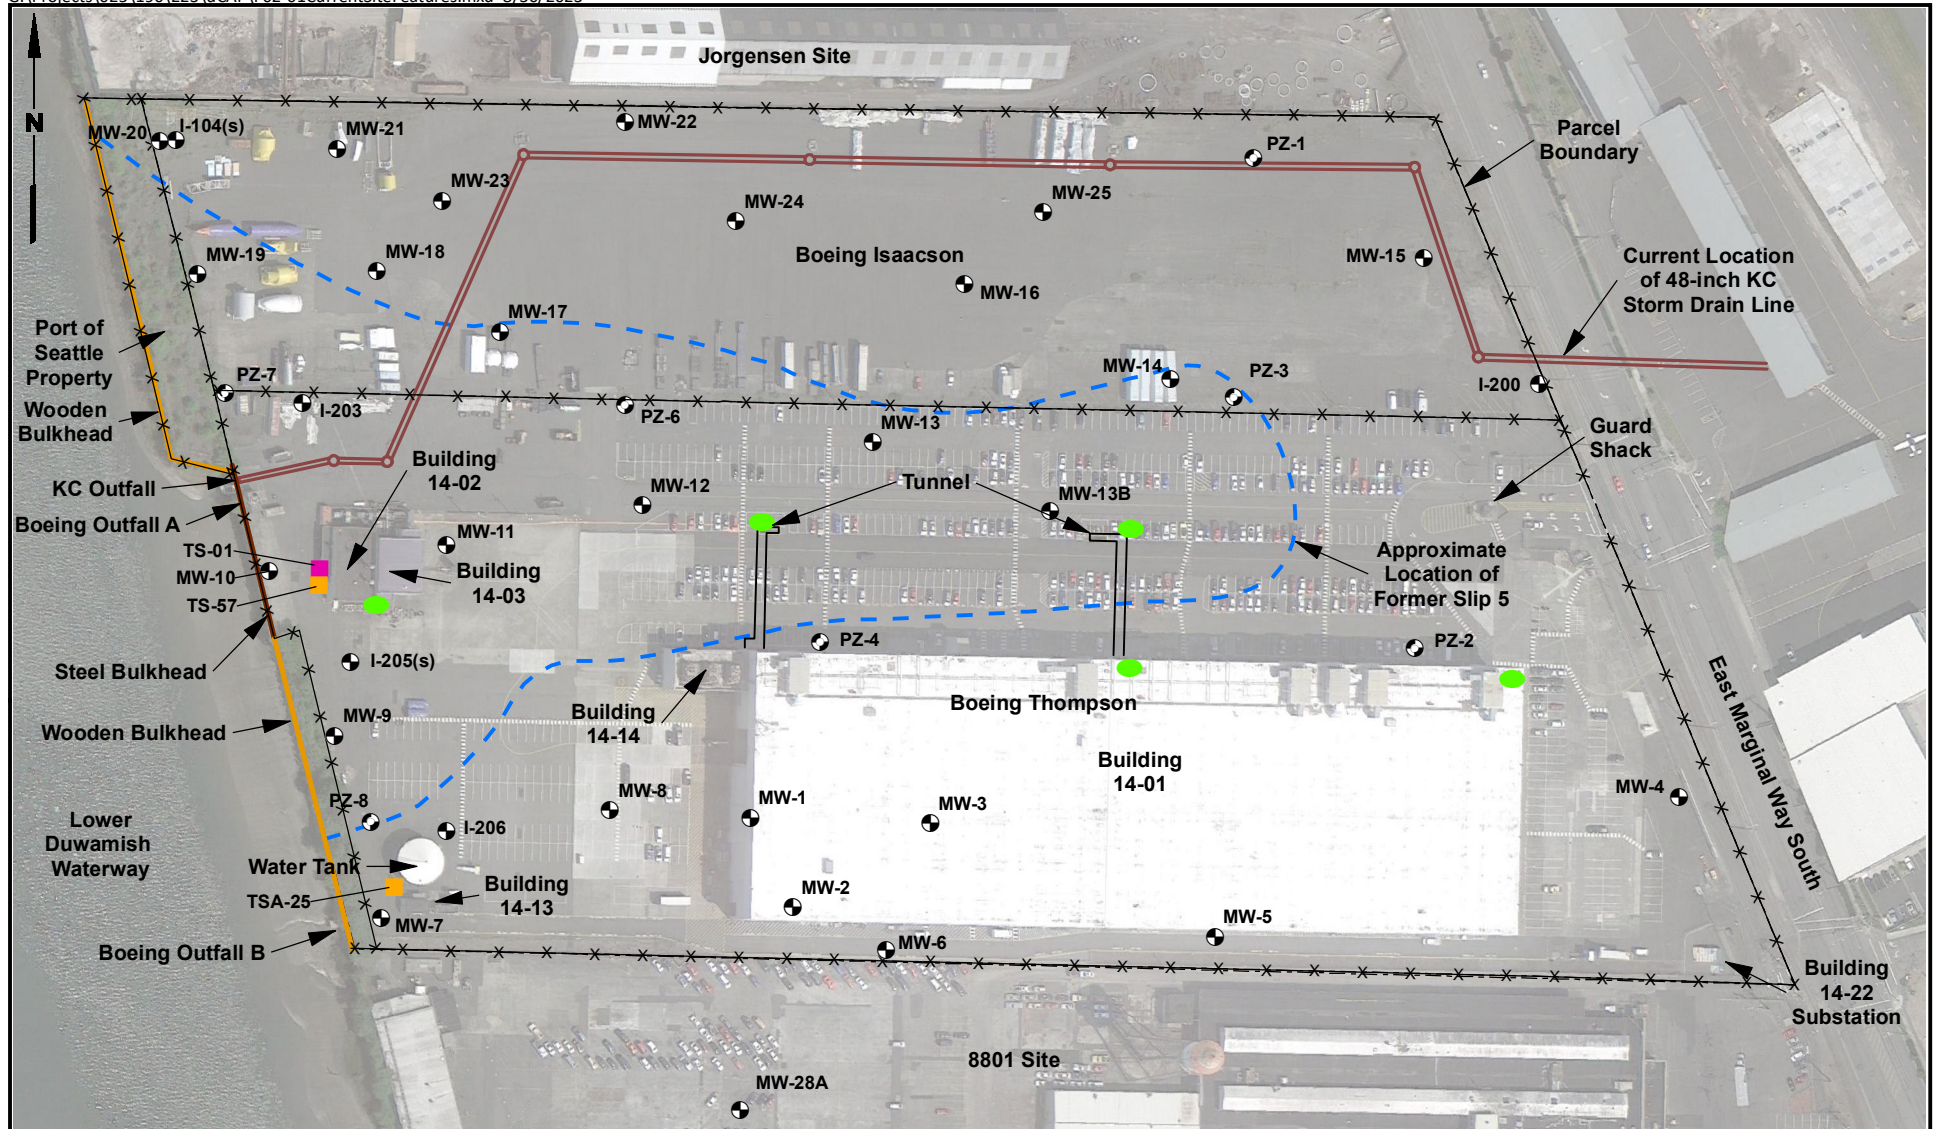 Jorgensen Site
N
MW-20
I-104(s)
MW-21
MW-22
PZ-1
Parcel
Boundary
MW-23
MW-24
MW-25
MW-19
MW-18
Boeing Isaacson
MW-15
Current Location
of 48-inch KC
Storm Drain Line
MW-16
MW-17
Port of
Seattle
Property
PZ-7
I-203
PZ-6
MW-14
PZ-3
I-200
Wooden
Bulkhead
MW-13
Guard
Shack
Building
14-02
KC Outfall
Tunnel
MW-12
MW-13B
Boeing Outfall A
MW-11
TS-01
MW-10
TS-57
Building
14-03
Approximate
Location of
Former Slip 5
PZ-4
PZ-2
I-205(s)
Steel Bulkhead
East Marginal Way South
Boeing Thompson
Building
14-14
MW-9
Wooden Bulkhead
Building
14-01
MW-8
MW-1
MW-3
MW-4
PZ-8
I-206
Lower
Duwamish
Waterway
Water Tank
TSA-25
Building
14-13
MW-2
MW-7
MW-5
MW-6
Boeing Outfall B
Building
14-22
Substation
8801 Site
MW-28A